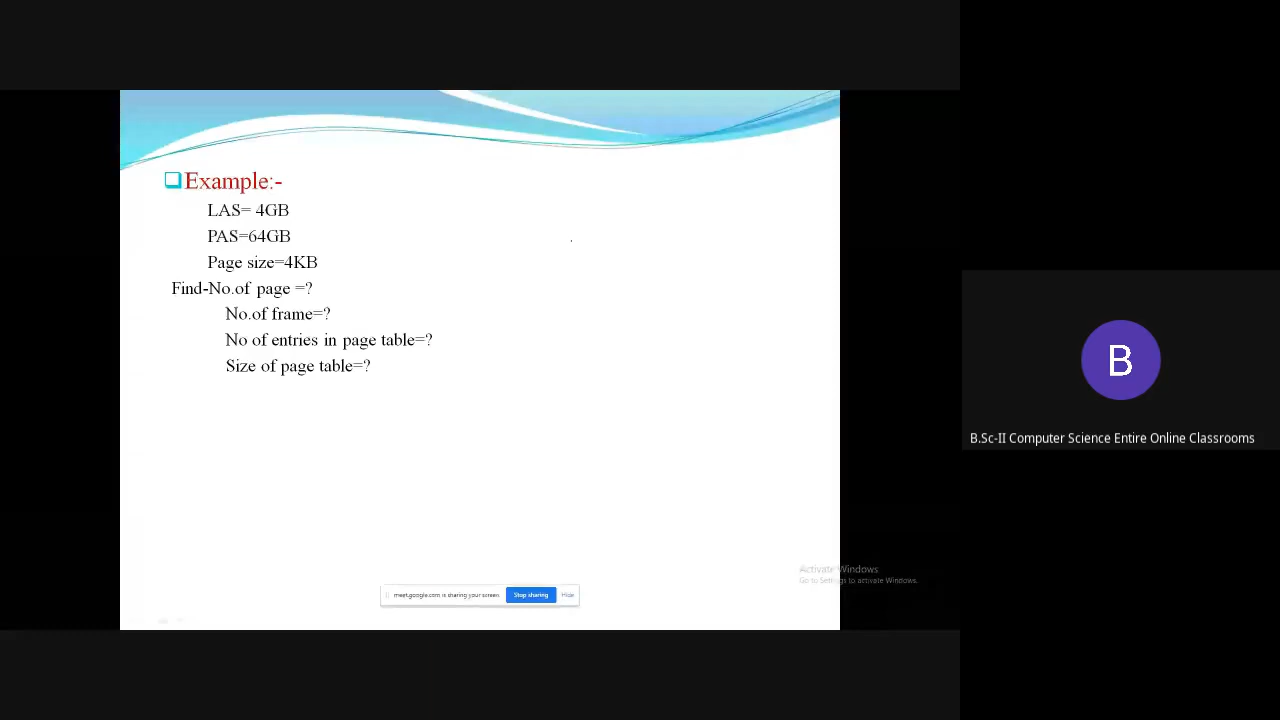 Example:-
LAS= 4GB
PAS=64GB
Page size=4KB
Find-No.of page =?
No.of frame=?
No of entries in page table=?
Size of page table=?
B
B.Sc-II Computer Science Entire Online Classrooms
Activate Windows
Go to Settings to activate Windows.
meet.google.com is sharing your screen. Stop sharing Hide